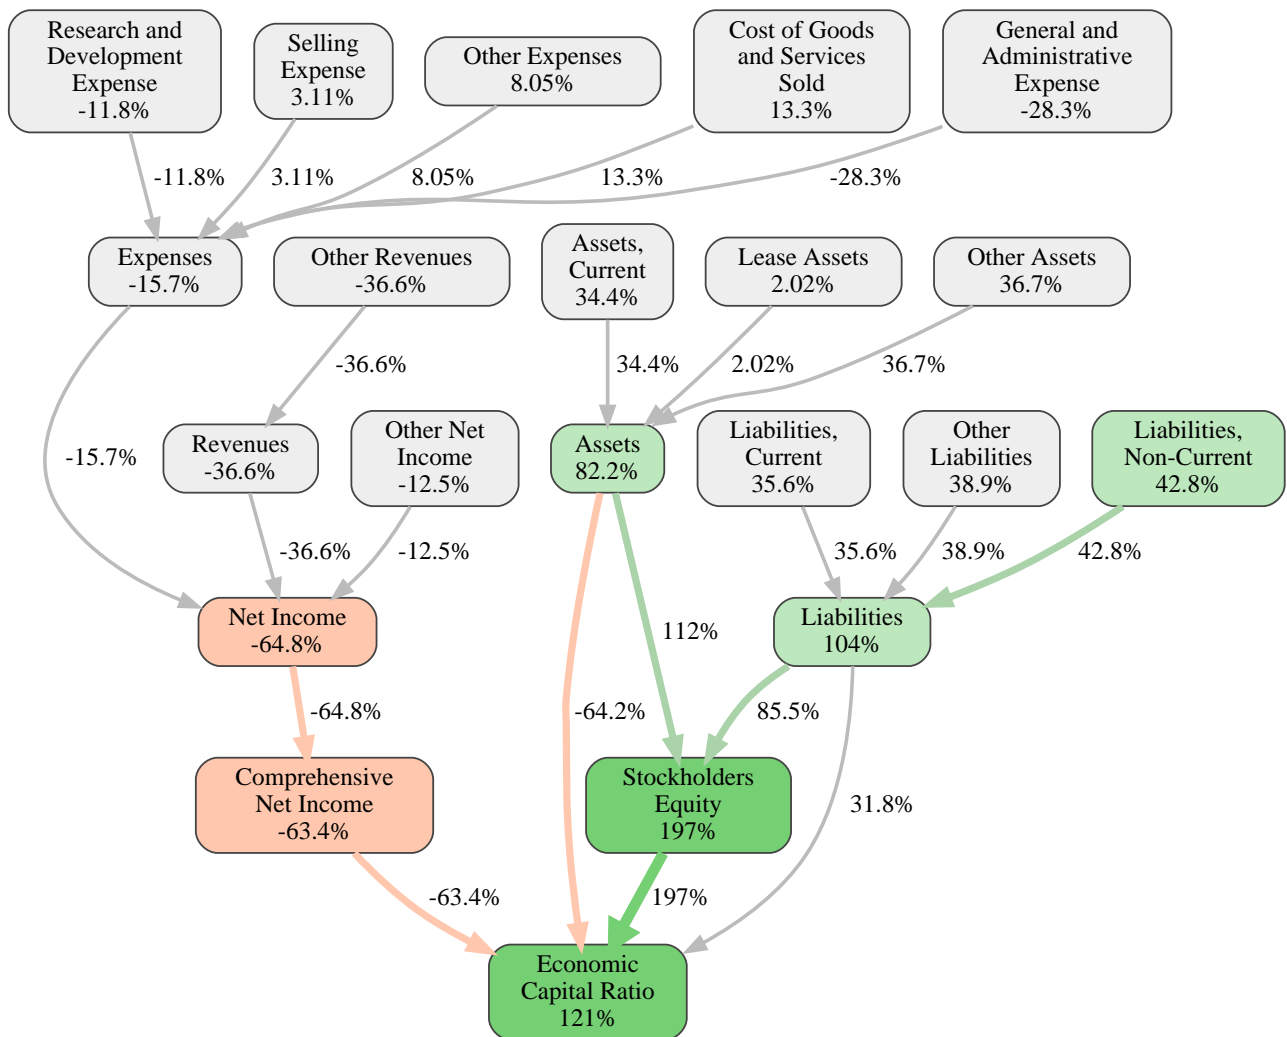 Research and
Development
Expense
-11.8%
Selling
Expense
3.11%
Other Expenses
8.05%
Cost of Goods
and Services
Sold
13.3%
General and
Administrative
Expense
-28.3%
-11.8%
3.11%
8.05%
13.3%
-28.3%
Expenses
-15.7%
Other Revenues
-36.6%
Assets,
Current
34.4%
Lease Assets
2.02%
Other Assets
36.7%
-36.6%
34.4%
2.02%
36.7%
-15.7%
Revenues
-36.6%
Other Net
Income
-12.5%
Assets
82.2%
Liabilities,
Current
35.6%
Other
Liabilities
38.9%
Liabilities,
Non-Current
42.8%
-36.6%
-12.5%
35.6%
38.9%
42.8%
Net Income
-64.8%
112%
Liabilities
104%
-64.8%
-64.2%
85.5%
Comprehensive
Net Income
-63.4%
Stockholders
Equity
197%
31.8%
-63.4%
197%
Economic
Capital Ratio
121%